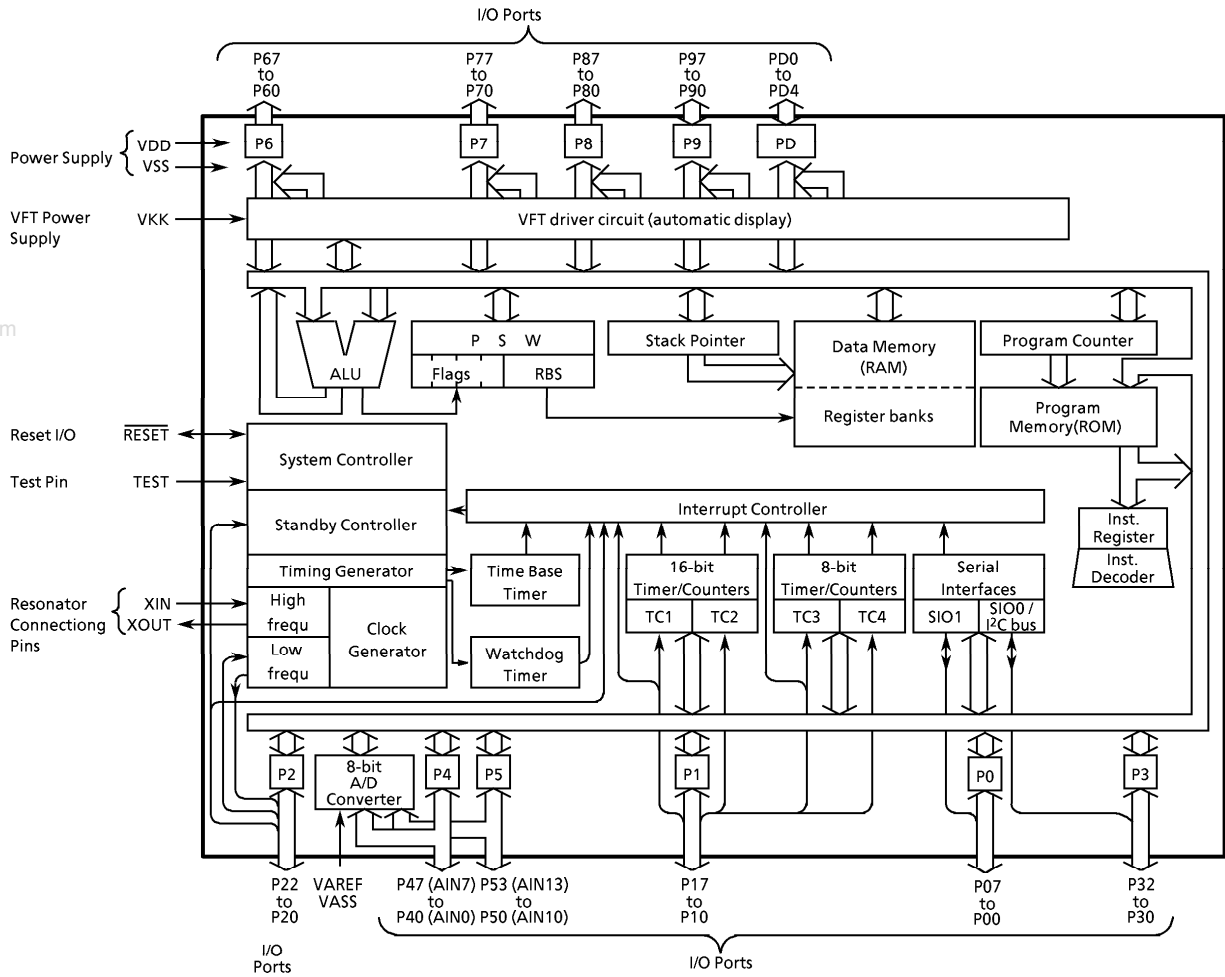 I/O Ports
P67 to P60
P77 to P70
P87 to P80
P97 to P90
PD0 to PD4
P6
P7
P8
P9
PD
Power Supply
VDD
VSS
VFT Power Supply
VKK
VFT driver circuit (automatic display)
m
ALU
P S W
Flags
RBS
Stack Pointer
Data Memory (RAM)
Register banks
Program Counter
Program Memory(ROM)
Reset I/O
RESET
Test Pin
TEST
System Controller
Standby Controller
Timing Generator
High frequ
Low frequ
Clock Generator
Resonator Connectiong Pins
XIN
XOUT
Interrupt Controller
Time Base Timer
Watchdog Timer
16-bit Timer/Counters
TC1
TC2
8-bit Timer/Counters
TC3
TC4
Serial Interfaces
SIO1
SIO0 / I²C bus
Inst. Register
Inst. Decoder
P2
8-bit A/D Converter
P4
P5
P1
P0
P3
P22 to P20
VAREF VASS
P47 (AIN7) to P40 (AIN0)
P53 (AIN13) to P50 (AIN10)
P17 to P10
P07 to P00
P32 to P30
I/O Ports
I/O Ports